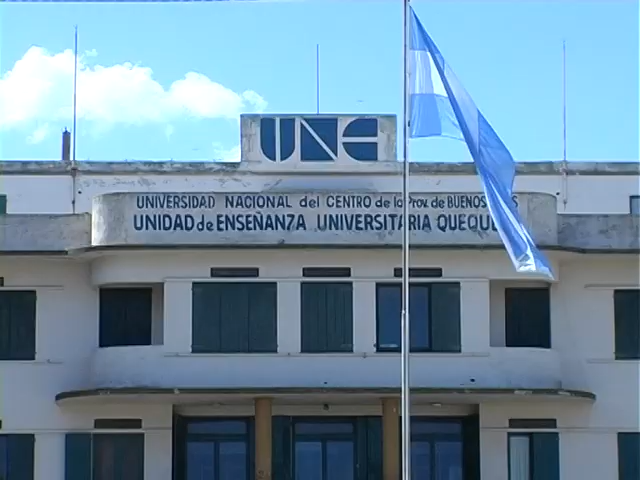 UNC
UNIVERSIDAD NACIONAL del CENTRO de la Prov. de BUENOS
UNIDAD de ENSEÑANZA UNIVERSITARIA